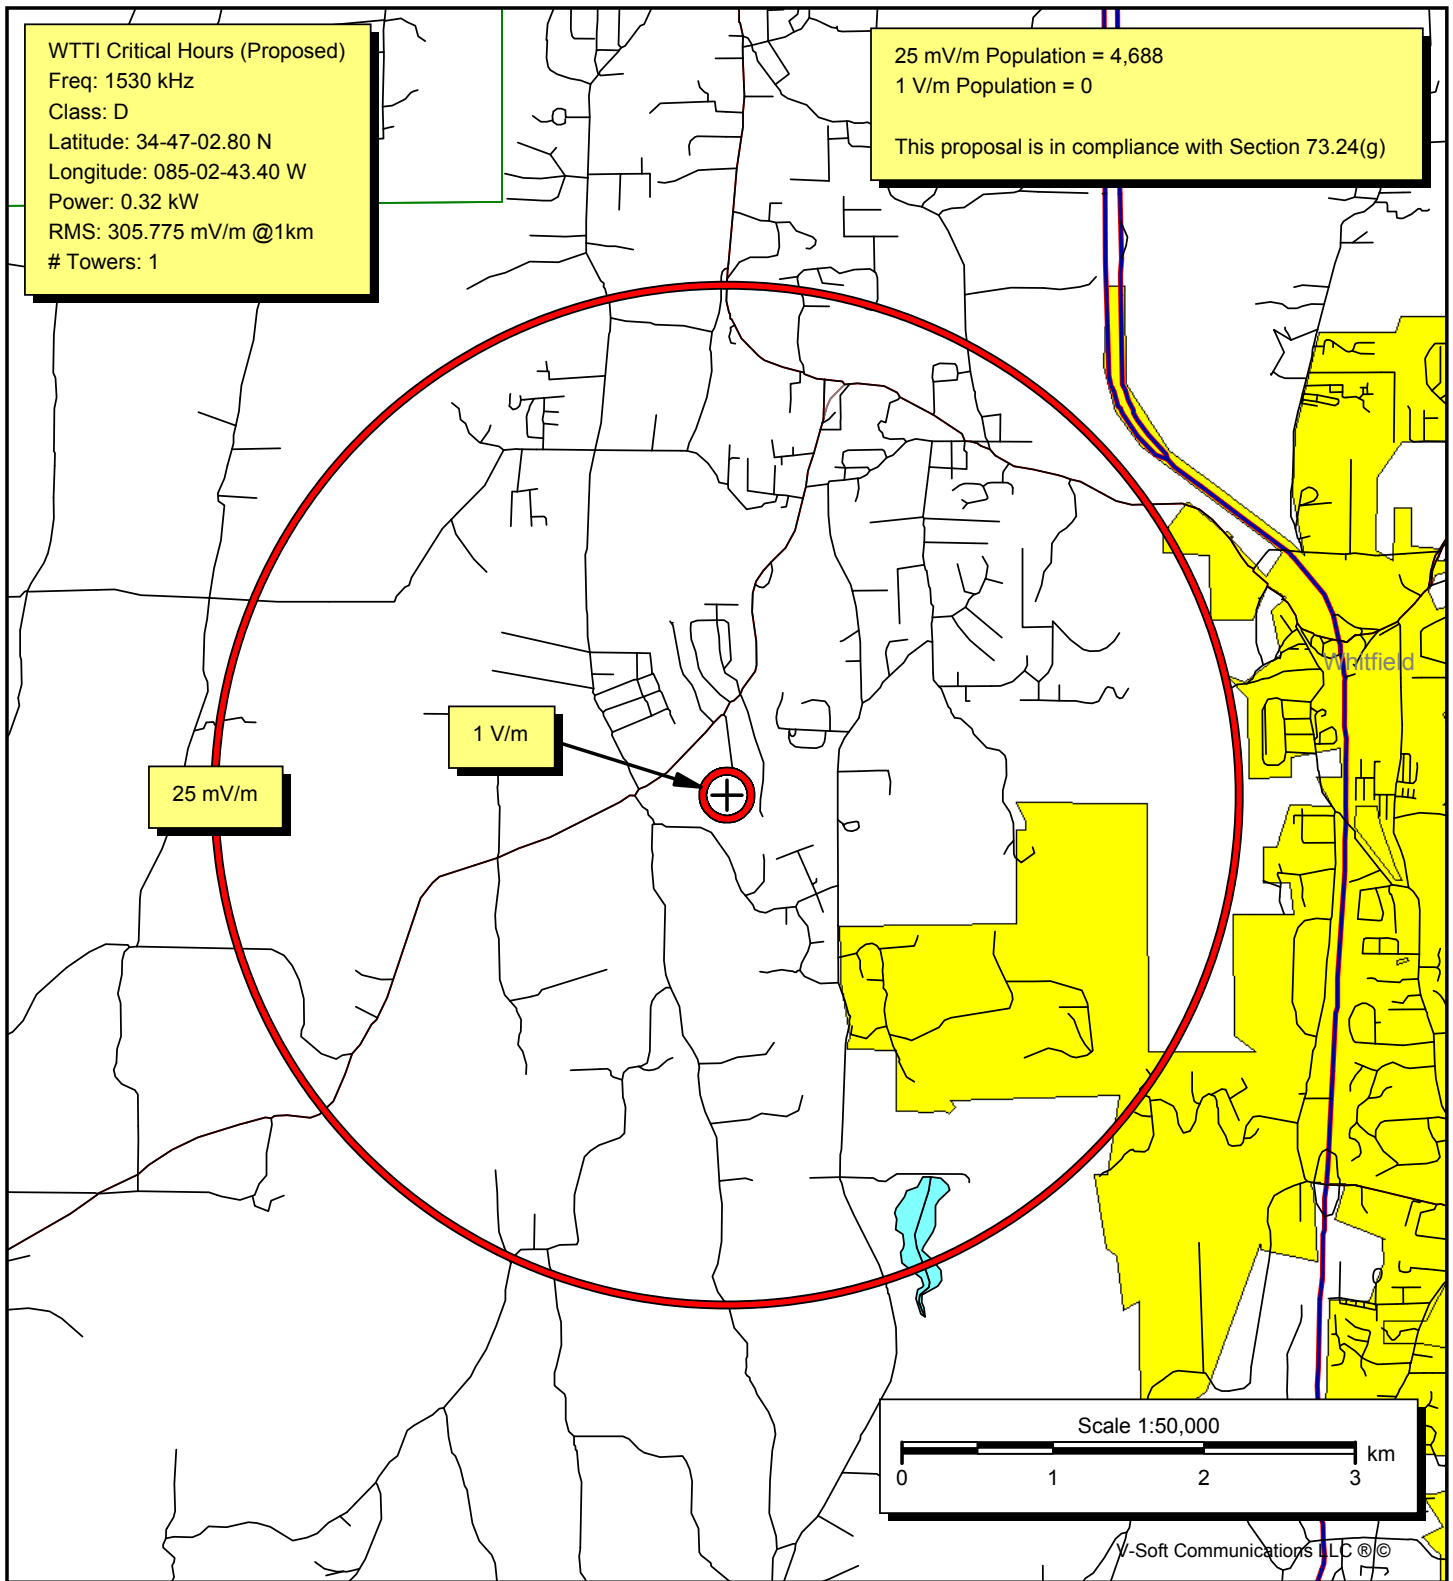 WTTI Critical Hours (Proposed)
Freq: 1530 kHz
Class: D
Latitude: 34-47-02.80 N
Longitude: 085-02-43.40 W
Power: 0.32 kW
RMS: 305.775 mV/m @1km
# Towers: 1
25 mV/m Population = 4,688
1 V/m Population = 0
This proposal is in compliance with Section 73.24(g)
Whitfield
1 V/m
25 mV/m
Scale 1:50,000
km
0 1 2 3
V-Soft Communications LLC ® ©